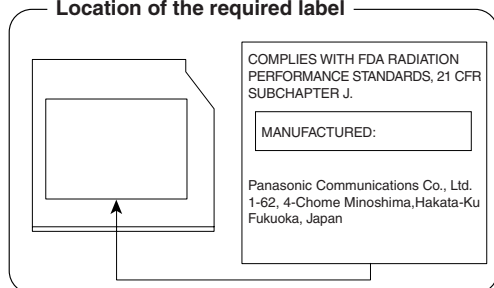 Location of the required label
COMPLIES WITH FDA RADIATION
PERFORMANCE STANDARDS, 21 CFR
SUBCHAPTER J.
MANUFACTURED:
Panasonic Communications Co., Ltd.
1-62, 4-Chome Minoshima,Hakata-Ku
Fukuoka, Japan